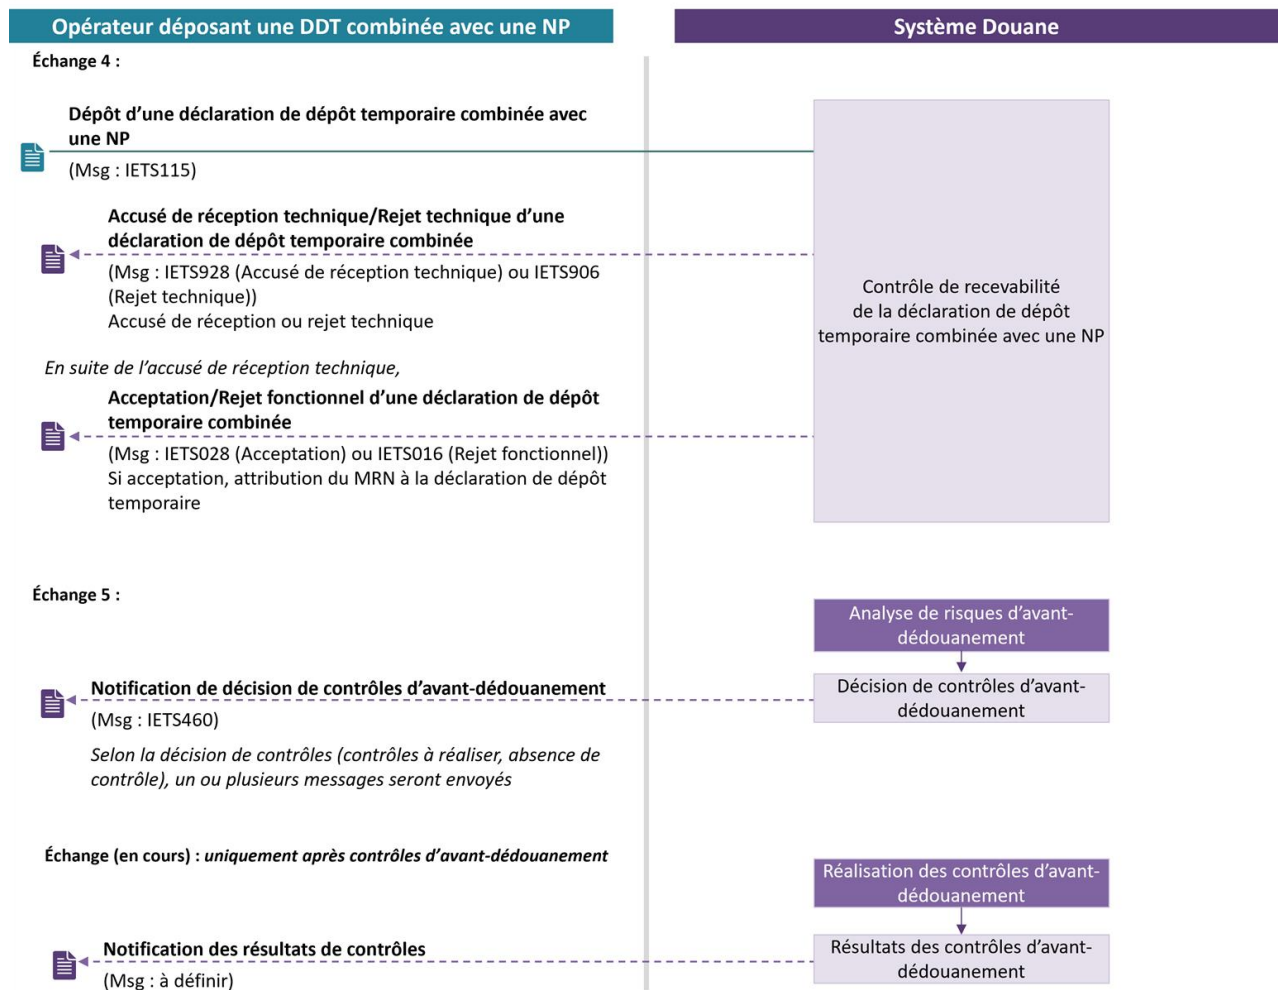 Opérateur déposant une DDT combinée avec une NP
Système Douane
Échange 4 :
Dépôt d’une déclaration de dépôt temporaire combinée avec
une NP
(Msg : IETS115)
Accusé de réception technique/Rejet technique d’une
déclaration de dépôt temporaire combinée
(Msg : IETS928 (Accusé de réception technique) ou IETS906
(Rejet technique))
Accusé de réception ou rejet technique
Contrôle de recevabilité
de la déclaration de dépôt
temporaire combinée avec une NP
En suite de l’accusé de réception technique,
Acceptation/Rejet fonctionnel d’une déclaration de dépôt
temporaire combinée
(Msg : IETS028 (Acceptation) ou IETS016 (Rejet fonctionnel))
Si acceptation, attribution du MRN à la déclaration de dépôt
temporaire
Échange 5 :
Analyse de risques d’avant-
dédouanement
Notification de décision de contrôles d’avant-dédouanement
(Msg : IETS460)
Décision de contrôles d’avant-
dédouanement
Selon la décision de contrôles (contrôles à réaliser, absence de
contrôle), un ou plusieurs messages seront envoyés
Échange (en cours) : uniquement après contrôles d’avant-dédouanement
Réalisation des contrôles d’avant-
dédouanement
Notification des résultats de contrôles
(Msg : à définir)
Résultats des contrôles d’avant-
dédouanement